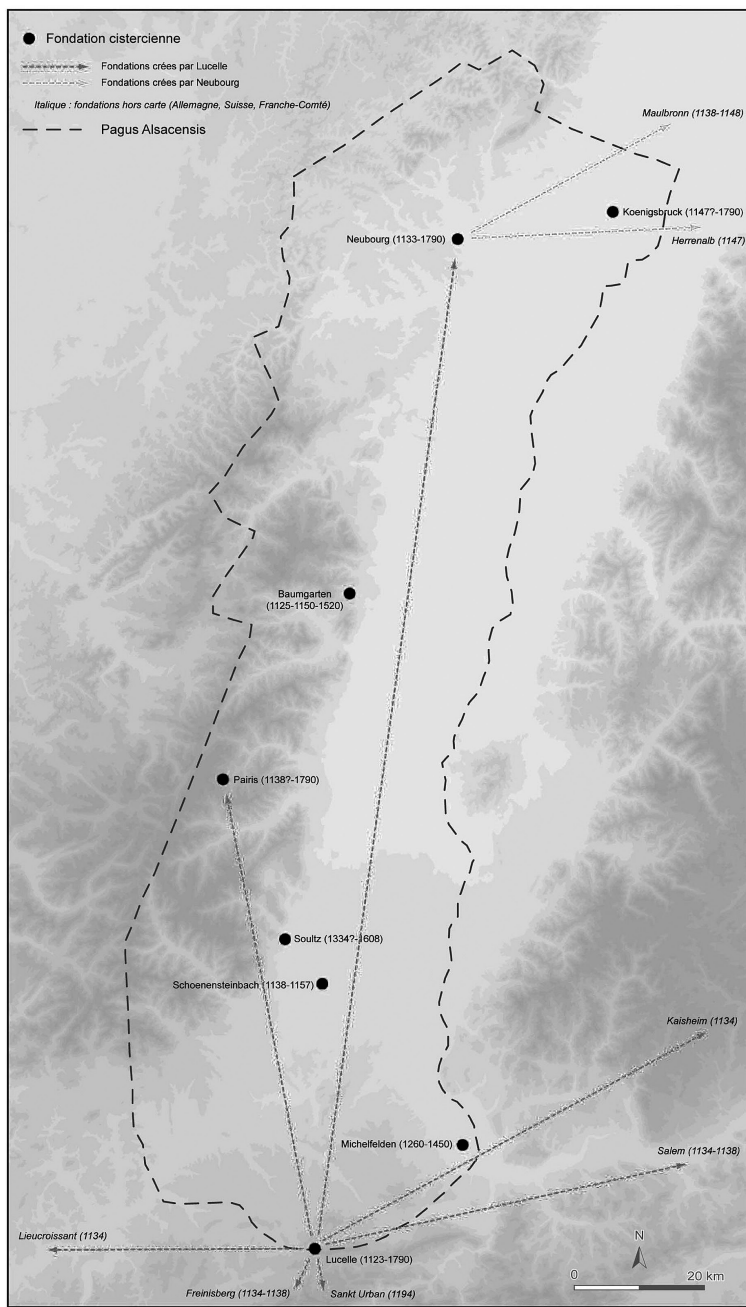 Fondation cistercienne
Fondations crées par Lucelle
Fondations crées par Neubourg
Italique : fondations hors carte (Allemagne, Suisse, Franche-Comté)
Pagus Alsacensis
Maulbronn (1138-1148)
Koenigsbruck (1147?-1790)
Neubourg (1133-1790)
Herrenalb (1147)
Baumgarten
(1125-1150-1520)
Pairis (1138?-1790)
Soultz (1334?-1608)
Schoenensteinbach (1138-1157)
Kaisheim (1134)
Michelfelden (1260-1450)
Salem (1134-1138)
Lieucroissant (1134)
Lucelle (1123-1790)
Freinisberg (1134-1138)
Sankt Urban (1194)
N
0 20 km